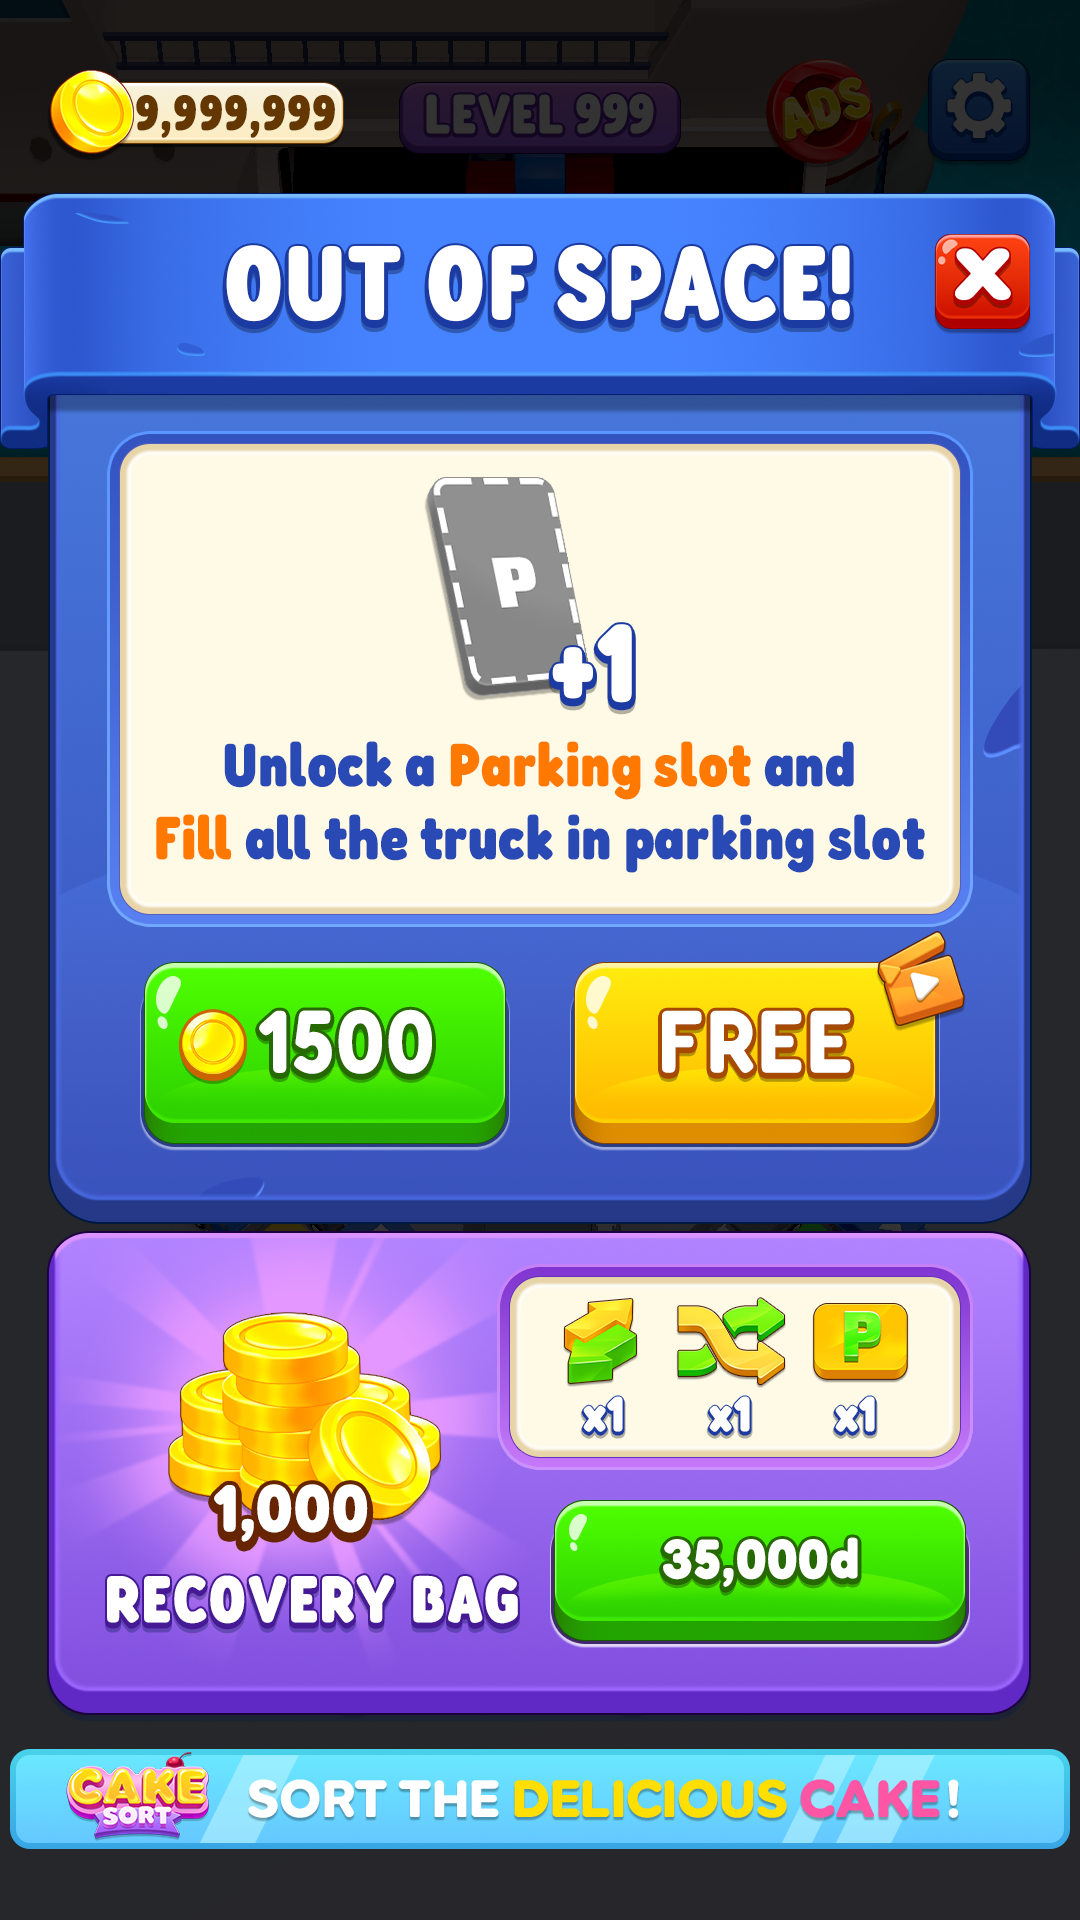 9,999,999
LEVEL 999
ADS
OUT OF SPACE!
P
+1
Unlock a Parking slot and
Fill all the truck in parking slot
1500
FREE
P
x1 x1 x1
1,000
35,000d
RECOVERY BAG
CAKE
SORT
SORT THE DELICIOUS CAKE!